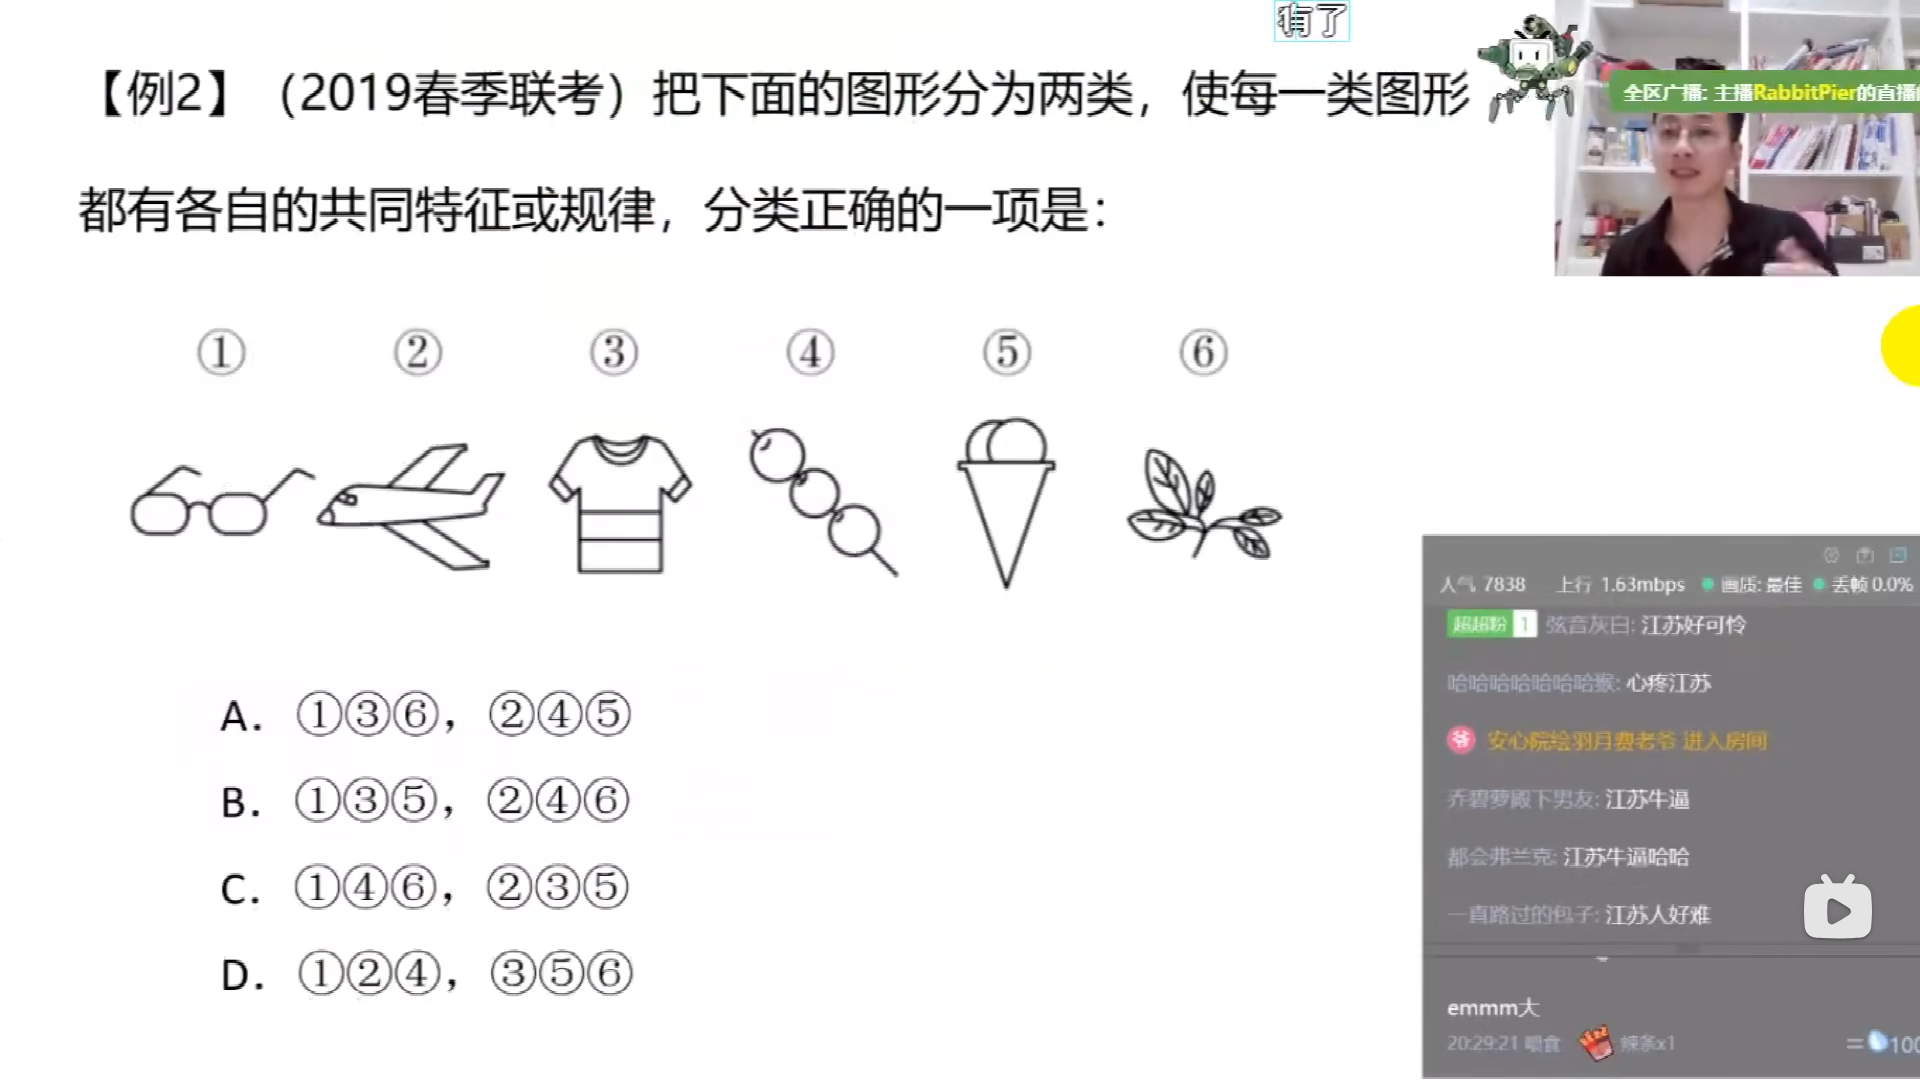 有了
【例2】（2019春季联考）把下面的图形分为两类，使每一类图形
都有各自的共同特征或规律，分类正确的一项是：
全区广播: 主播RabbitPier的直播
① ② ③ ④ ⑤ ⑥
A. ①③⑥，②④⑤
B. ①③⑤，②④⑥
C. ①④⑥，②③⑤
D. ①②④，③⑤⑥
人气 7838 上行 1.63mbps 画质: 最佳 丢帧 0.0%
超超粉 1 弦音灰白: 江苏好可怜
哈哈哈哈哈哈哈猴: 心疼江苏
爷 安心院绘羽月费老爷 进入房间
乔碧萝殿下男友: 江苏牛逼
都会弗兰克: 江苏牛逼哈哈
一直路过的包子: 江苏人好难
emmm大
20:29:21 喂食 辣条x1 = 100